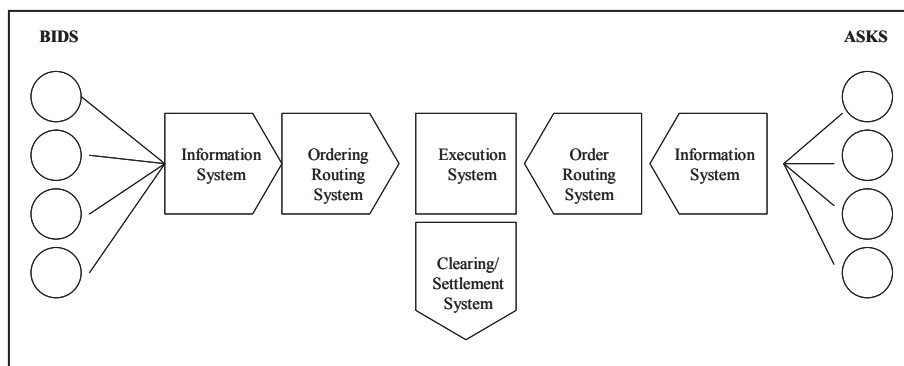 BIDS
ASKS
Information
System
Ordering
Routing
System
Execution
System
Order
Routing
System
Information
System
Clearing/
Settlement
System